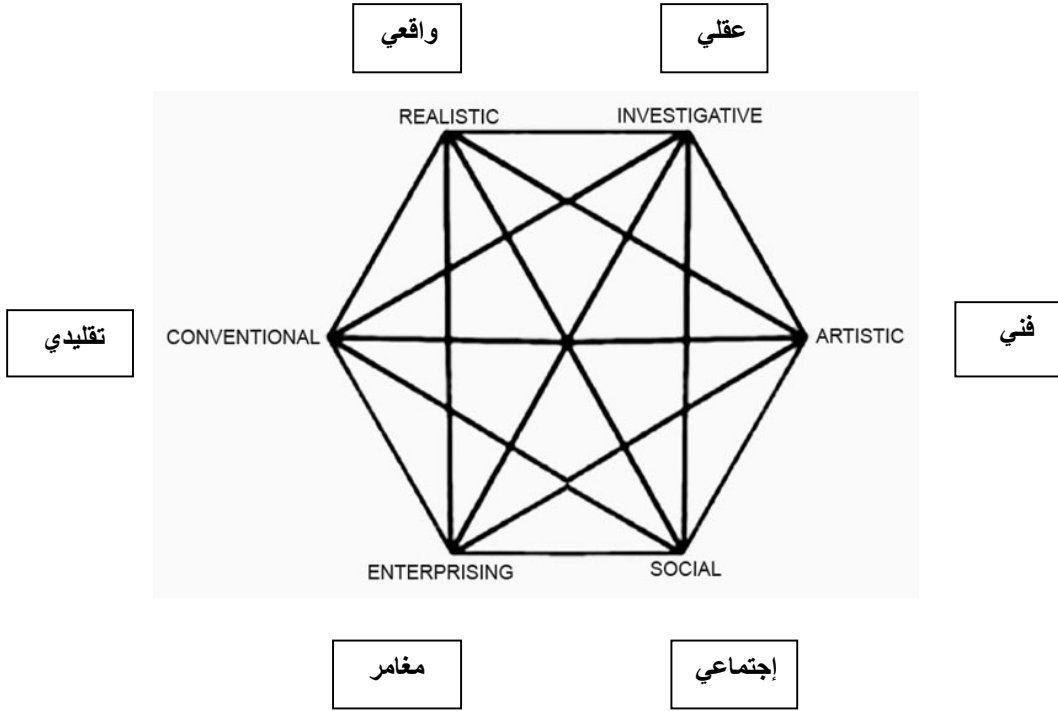 واقعي
عقلي
REALISTIC
INVESTIGATIVE
تقليدي
CONVENTIONAL
ARTISTIC
فني
ENTERPRISING
SOCIAL
مغامر
إجتماعي